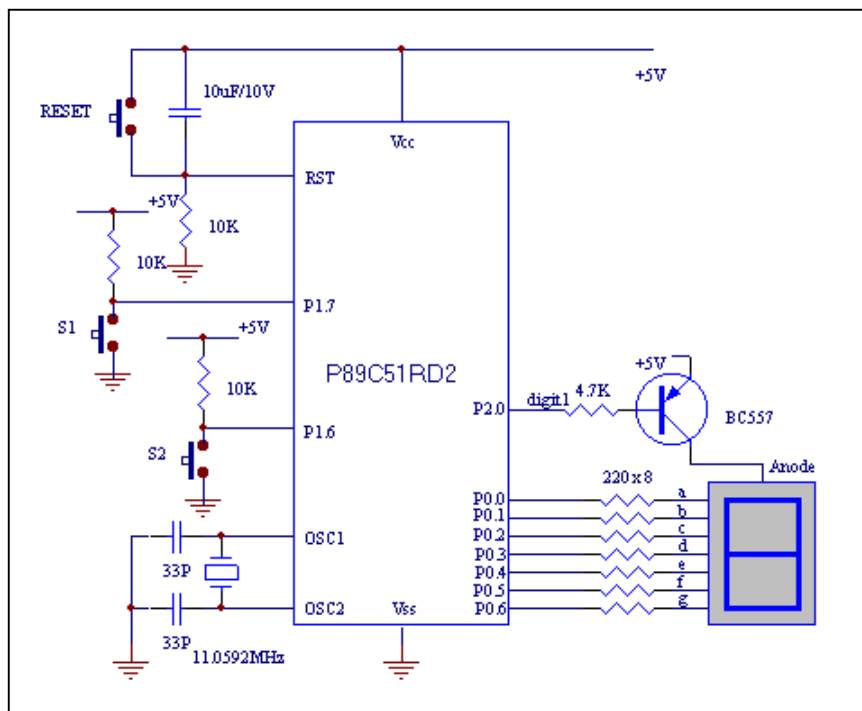 +5V
10uF/10V
RESET
Vcc
RST
+5V
10K
10K
P1.7
S1
+5V
P89C51RD2
+5V
10K
4.7K
digit1
P2.0
BC557
P1.6
S2
Anode
220x8
P0.0
a
P0.1
b
P0.2
c
P0.3
d
P0.4
e
P0.5
f
P0.6
g
OSC1
33P
OSC2
Vss
33P
11.0592MHz